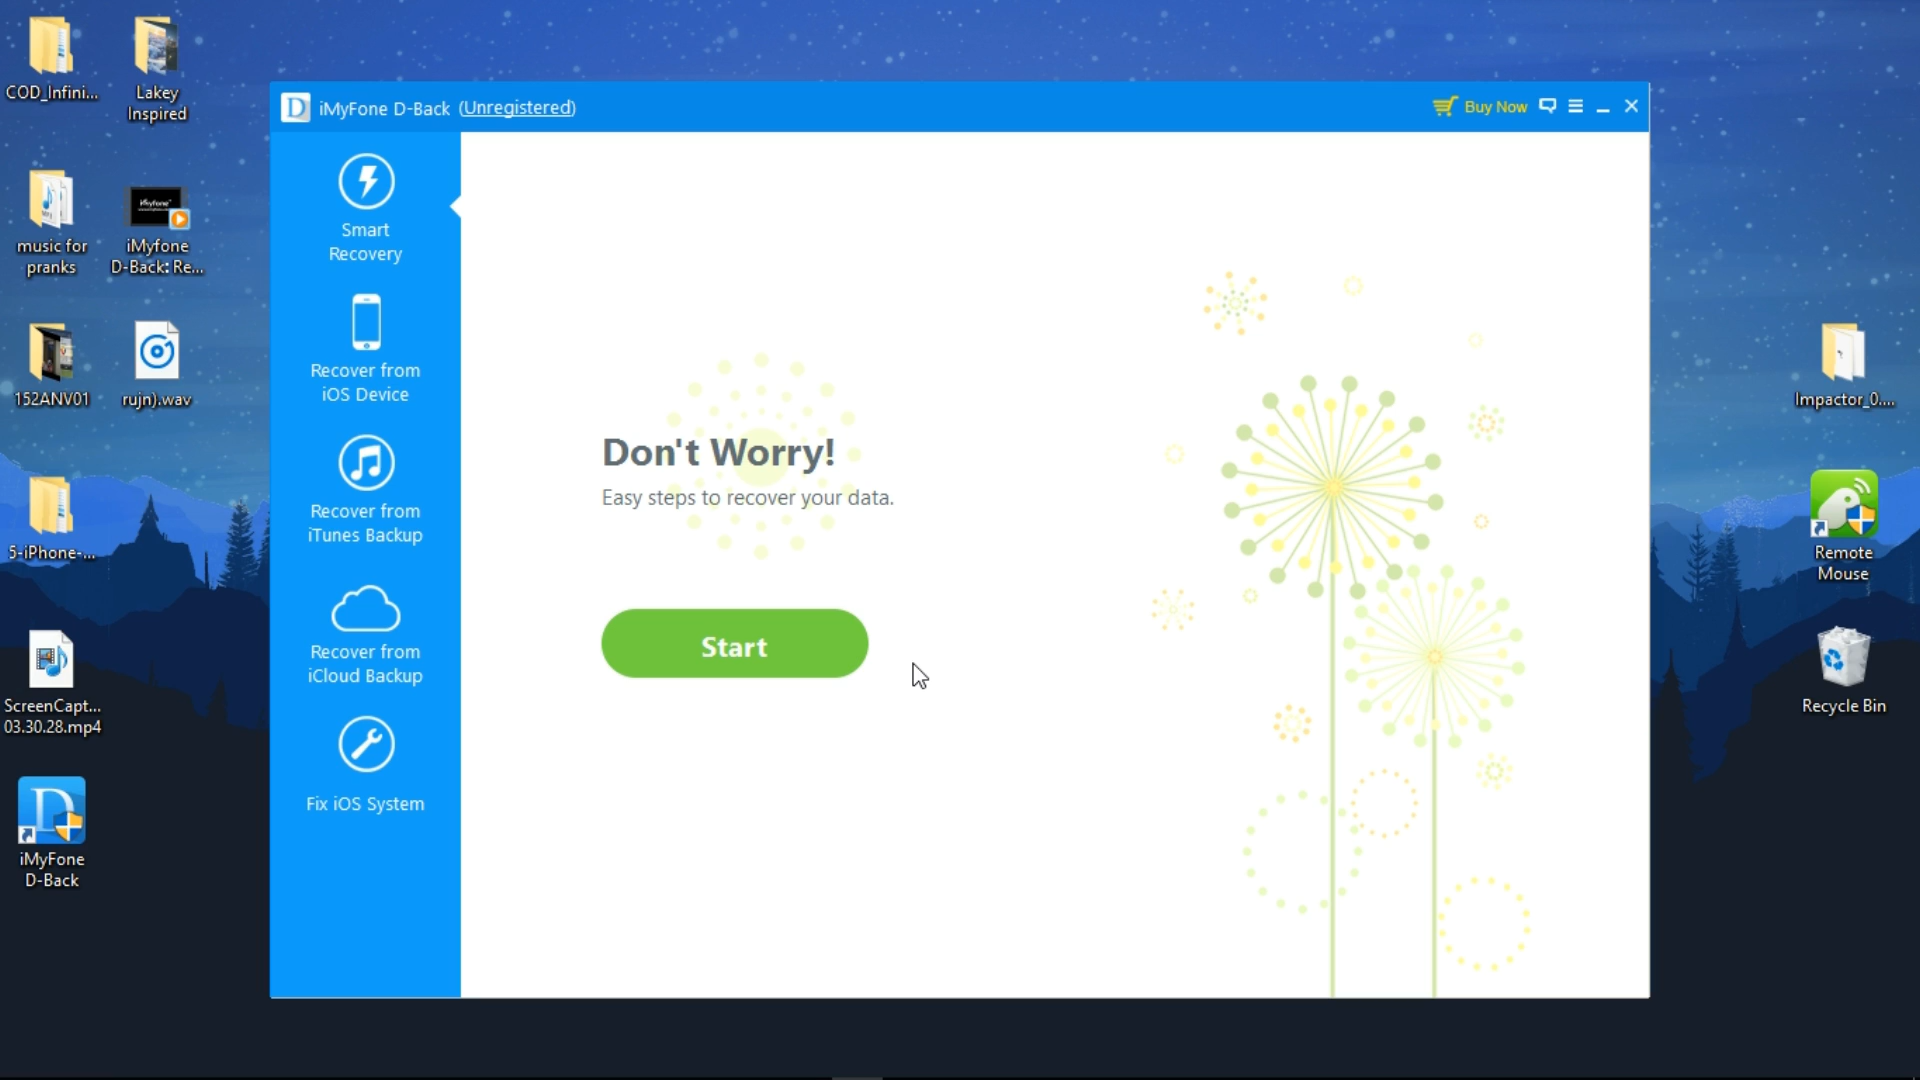 COD_Infini...
Lakey
Inspired
music for
pranks
iMyfone
D-Back: Re...
152ANV01
rujn).wav
5-iPhone-...
ScreenCapt...
03.30.28.mp4
iMyFone
D-Back
D iMyFone D-Back (Unregistered)
Buy Now
Smart
Recovery
Recover from
iOS Device
Recover from
iTunes Backup
Recover from
iCloud Backup
Fix iOS System
Don't Worry!
Easy steps to recover your data.
Start
Impactor_0....
Remote
Mouse
Recycle Bin